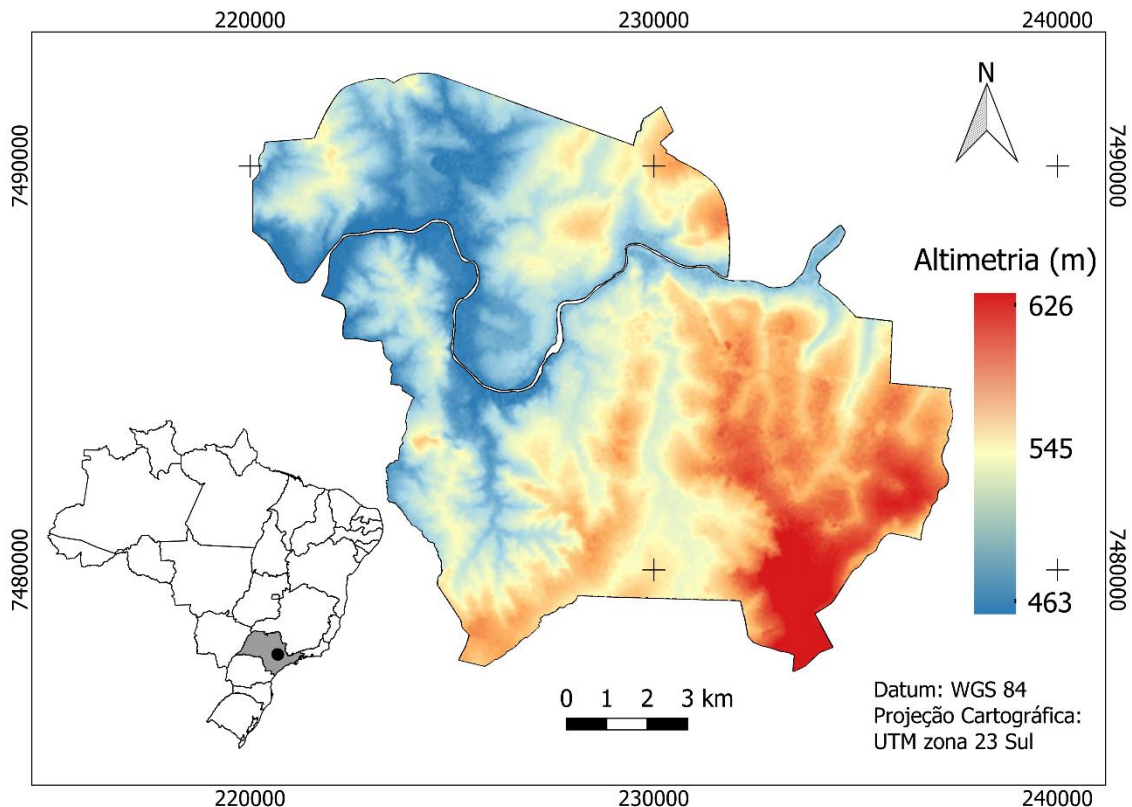 220000
230000
240000
7490000
7490000
N
Altimetria (m)
626
545
463
7480000
7480000
0 1 2 3 km
Datum: WGS 84
Projeção Cartográfica:
UTM zona 23 Sul
220000
230000
240000